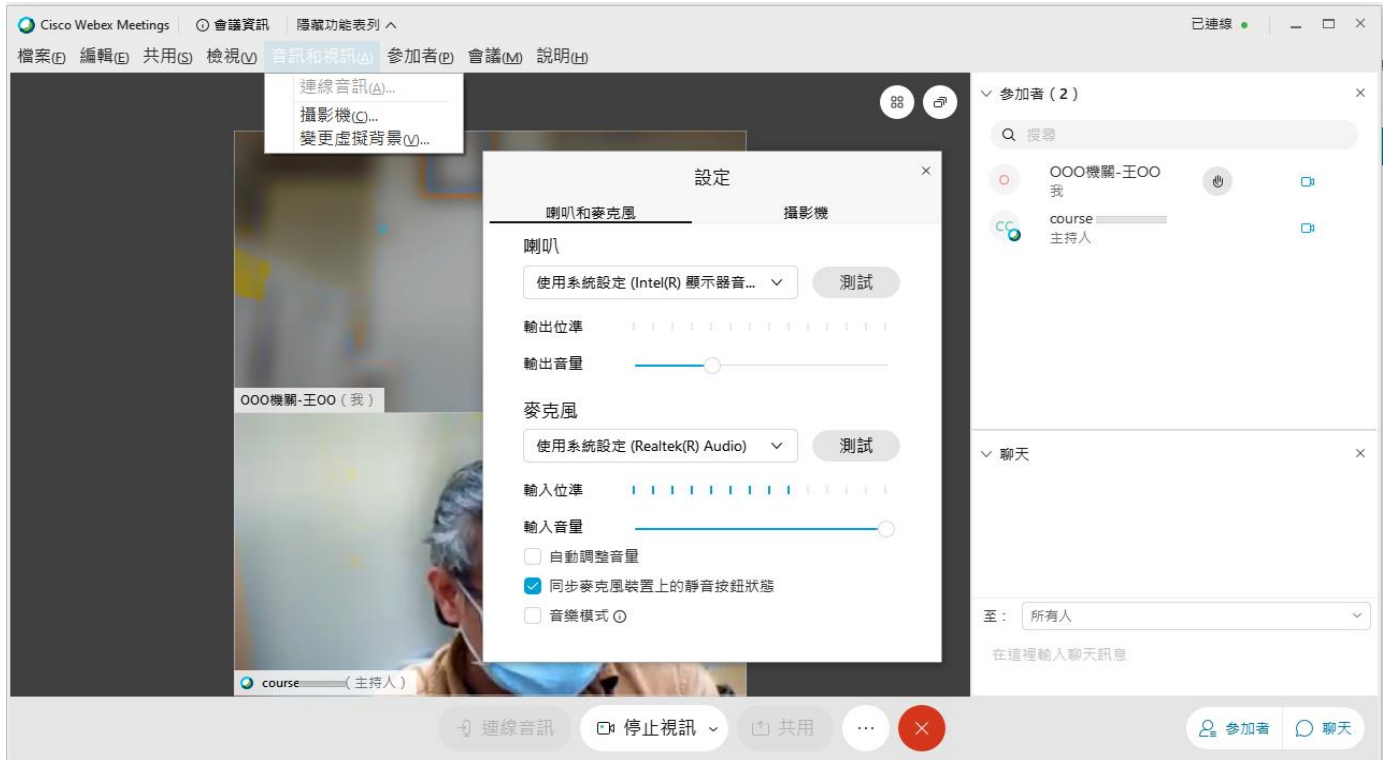 Cisco Webex Meetings ⓘ 會議資訊 隱藏功能表列 ヘ 已連線
檔案(F) 編輯(E) 共用(S) 檢視(V) 音訊和視訊(A) 參加者(P) 會議(M) 說明(H)
連線音訊(A)...
攝影機(C)...
變更虛擬背景(V)...
OOO機關-王OO(我)
course (主持人)
設定
喇叭和麥克風 攝影機
喇叭
使用系統設定 (Intel(R) 顯示器音... 測試
輸出位準
輸出音量
麥克風
使用系統設定 (Realtek(R) Audio) 測試
輸入位準
輸入音量
自動調整音量
同步麥克風裝置上的靜音按鈕狀態
音樂模式
參加者(2)
搜尋
O OOO機關-王OO
我
CC course
主持人
聊天
至: 所有人
在這裡輸入聊天訊息
連線音訊 停止視訊 共用 ... 參加者 聊天